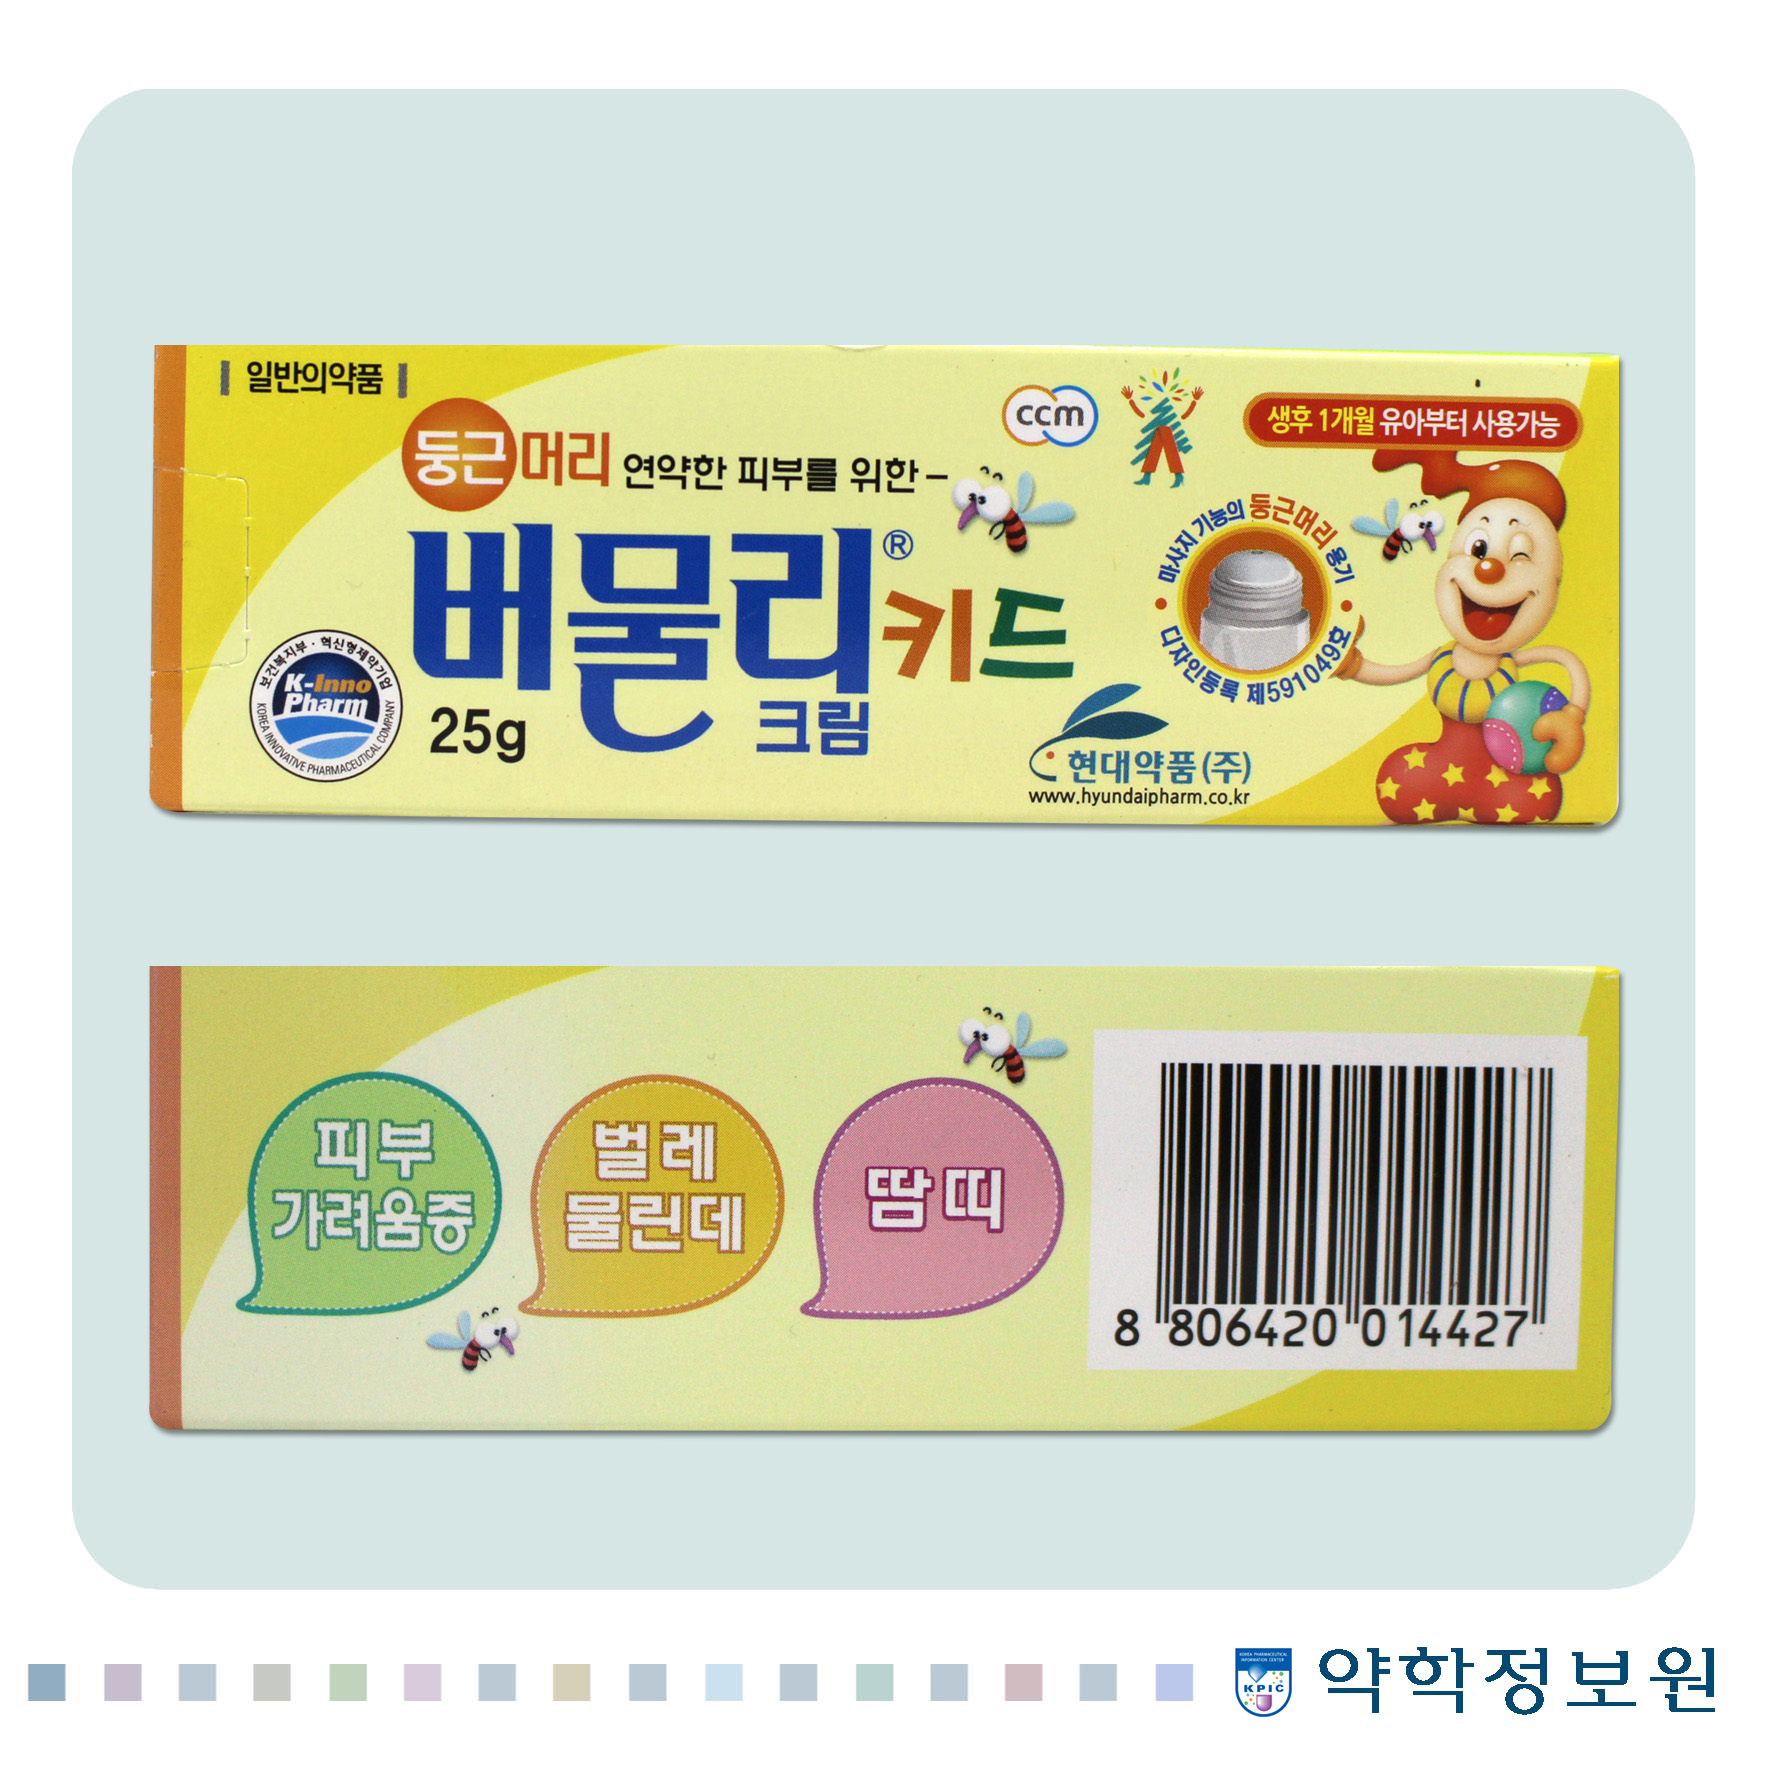 일반의약품
둥근머리 연약한 피부를 위한 –
버물리® 키드
크림
25g
보건복지부 · 혁신형제약기업
K-Inno
Pharm
KOREA INNOVATIVE PHARMACEUTICAL COMPANY
ccm
생후 1개월 유아부터 사용가능
마사지 기능의 둥근머리 용기
디자인등록 제591049호
현대약품(주)
www.hyundaipharm.co.kr
피부
가려움증
벌레
물린데
땀띠
8 806420 014427
KOREA PHARMACEUTICAL
INFORMATION CENTER
KPIC
약학정보원